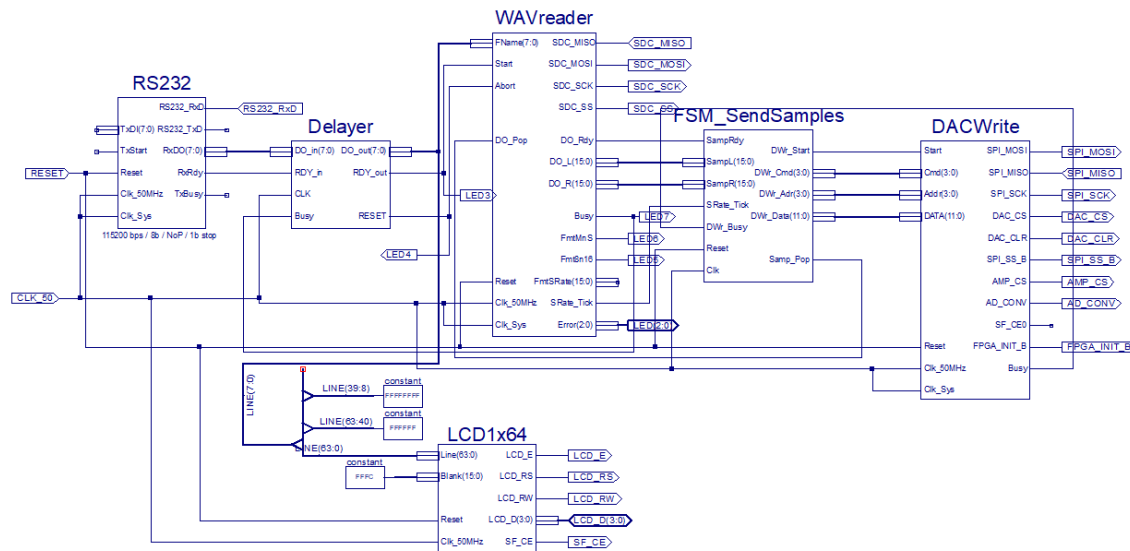 WAVreader
FName(7:0)
Start
Abort
DO_Pop
Reset
Clk_50MHz
Clk_Sys
SDC_MISO
SDC_MOSI
SDC_SCK
SDC_SS
DO_Rdy
DO_L(15:0)
DO_R(15:0)
Busy
FmtMnS
FmtSn16
FmtSRate(15:0)
SRate_Tick
Error(2:0)
SDC_MISO
SDC_MOSI
SDC_SCK
SDC_SS
LED7
LED6
LED5
LED(2:0)
RS232
TxDI(7:0)
TxStart
Reset
Clk_50MHz
Clk_Sys
RS232_RxD
RS232_TxD
RxDO(7:0)
RxRdy
TxBusy
115200 bps / 8b / NoP / 1b stop
RS232_RxD
RESET
CLK_50
Delayer
DO_in(7:0)
RDY_in
CLK
Busy
DO_out(7:0)
RDY_out
RESET
LED3
LED4
FSM_SendSamples
SampRdy
SampL(15:0)
SampR(15:0)
SRate_Tick
DWr_Busy
Reset
Clk
DWr_Start
DWr_Cmd(3:0)
DWr_Adr(3:0)
DWr_Data(11:0)
Samp_Pop
DACWrite
Start
Cmd(3:0)
Addr(3:0)
DATA(11:0)
Reset
Clk_50MHz
Clk_Sys
SPI_MOSI
SPI_MISO
SPI_SCK
DAC_CS
DAC_CLR
SPI_SS_B
AMP_CS
AD_CONV
SF_CE0
FPGA_INIT_B
Busy
SPI_MOSI
SPI_MISO
SPI_SCK
DAC_CS
DAC_CLR
SPI_SS_B
AMP_CS
AD_CONV
FPGA_INIT_B
LINE(7:0)
LINE(39:8)
constant
FFFFFFFF
LINE(63:40)
constant
FFFFFF
LINE(63:0)
constant
FFFC
LCD1x64
Line(63:0)
Blank(15:0)
Reset
Clk_50MHz
LCD_E
LCD_RS
LCD_RW
LCD_D(3:0)
SF_CE
LCD_E
LCD_RS
LCD_RW
LCD_D(3:0)
SF_CE